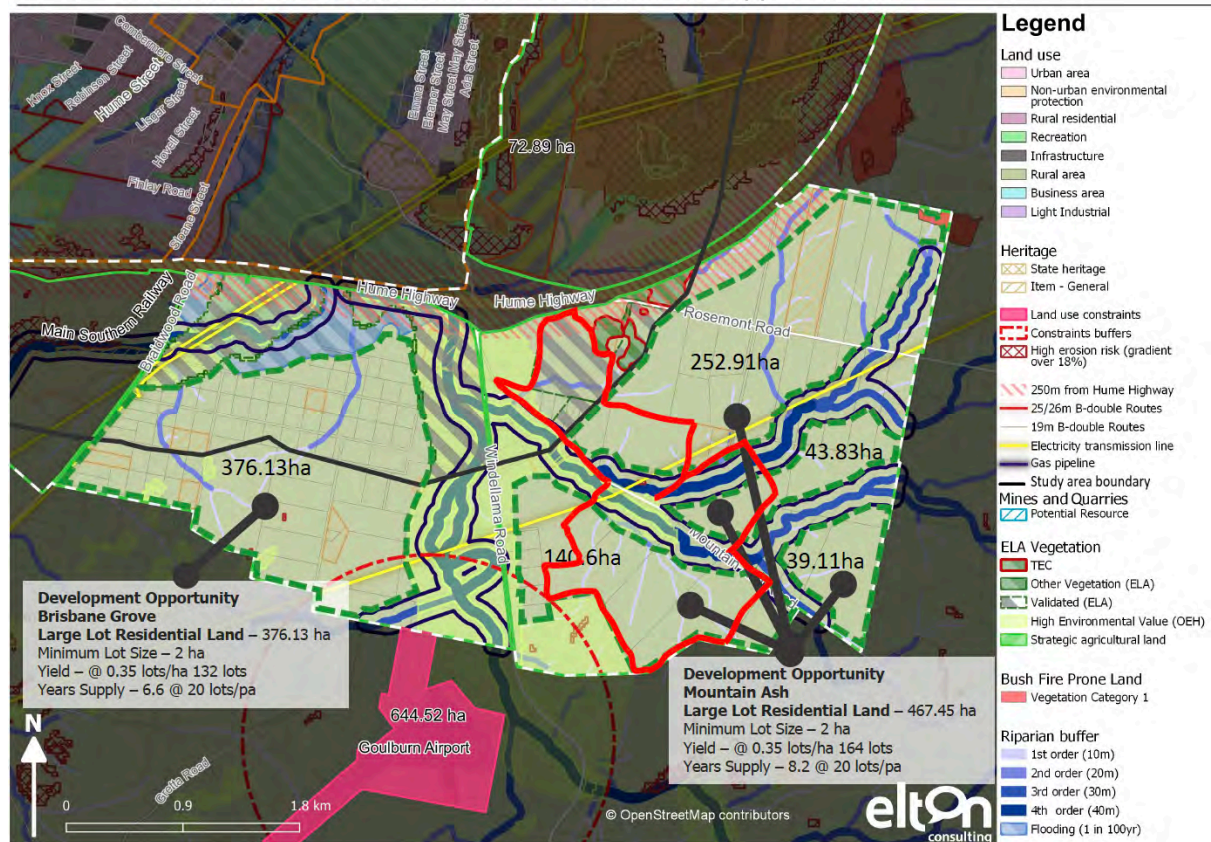 Knox Street
Robinson Street
Combermere Street
Hume Street
Lisgar Street
Hovell Street
Finlay Road
Sloane Street
Emma Street
Eleanor Street
May Street May Street
Ada Street
72.89 ha
Main Southern Railway
Braidwood Road
Hume Highway
Hume Highway
Rosemont Road
252.91ha
376.13ha
43.83ha
Windellama Road
140.6ha
Mountain
39.11ha
Development Opportunity
Brisbane Grove
Large Lot Residential Land – 376.13 ha
Minimum Lot Size – 2 ha
Yield – @ 0.35 lots/ha 132 lots
Years Supply – 6.6 @ 20 lots/pa
Development Opportunity
Mountain Ash
Large Lot Residential Land – 467.45 ha
Minimum Lot Size – 2 ha
Yield – @ 0.35 lots/ha 164 lots
Years Supply – 8.2 @ 20 lots/pa
644.52 ha
Goulburn Airport
N
0 0.9 1.8 km
© OpenStreetMap contributors
elton
consulting
Legend
Land use
Urban area
Non-urban environmental
protection
Rural residential
Recreation
Infrastructure
Rural area
Business area
Light Industrial
Heritage
State heritage
Item - General
Land use constraints
Constraints buffers
High erosion risk (gradient
over 18%)
250m from Hume Highway
25/26m B-double Routes
19m B-double Routes
Electricity transmission line
Gas pipeline
Study area boundary
Mines and Quarries
Potential Resource
ELA Vegetation
TEC
Other Vegetation (ELA)
Validated (ELA)
High Environmental Value (OEH)
Strategic agricultural land
Bush Fire Prone Land
Vegetation Category 1
Riparian buffer
1st order (10m)
2nd order (20m)
3rd order (30m)
4th order (40m)
Flooding (1 in 100yr)